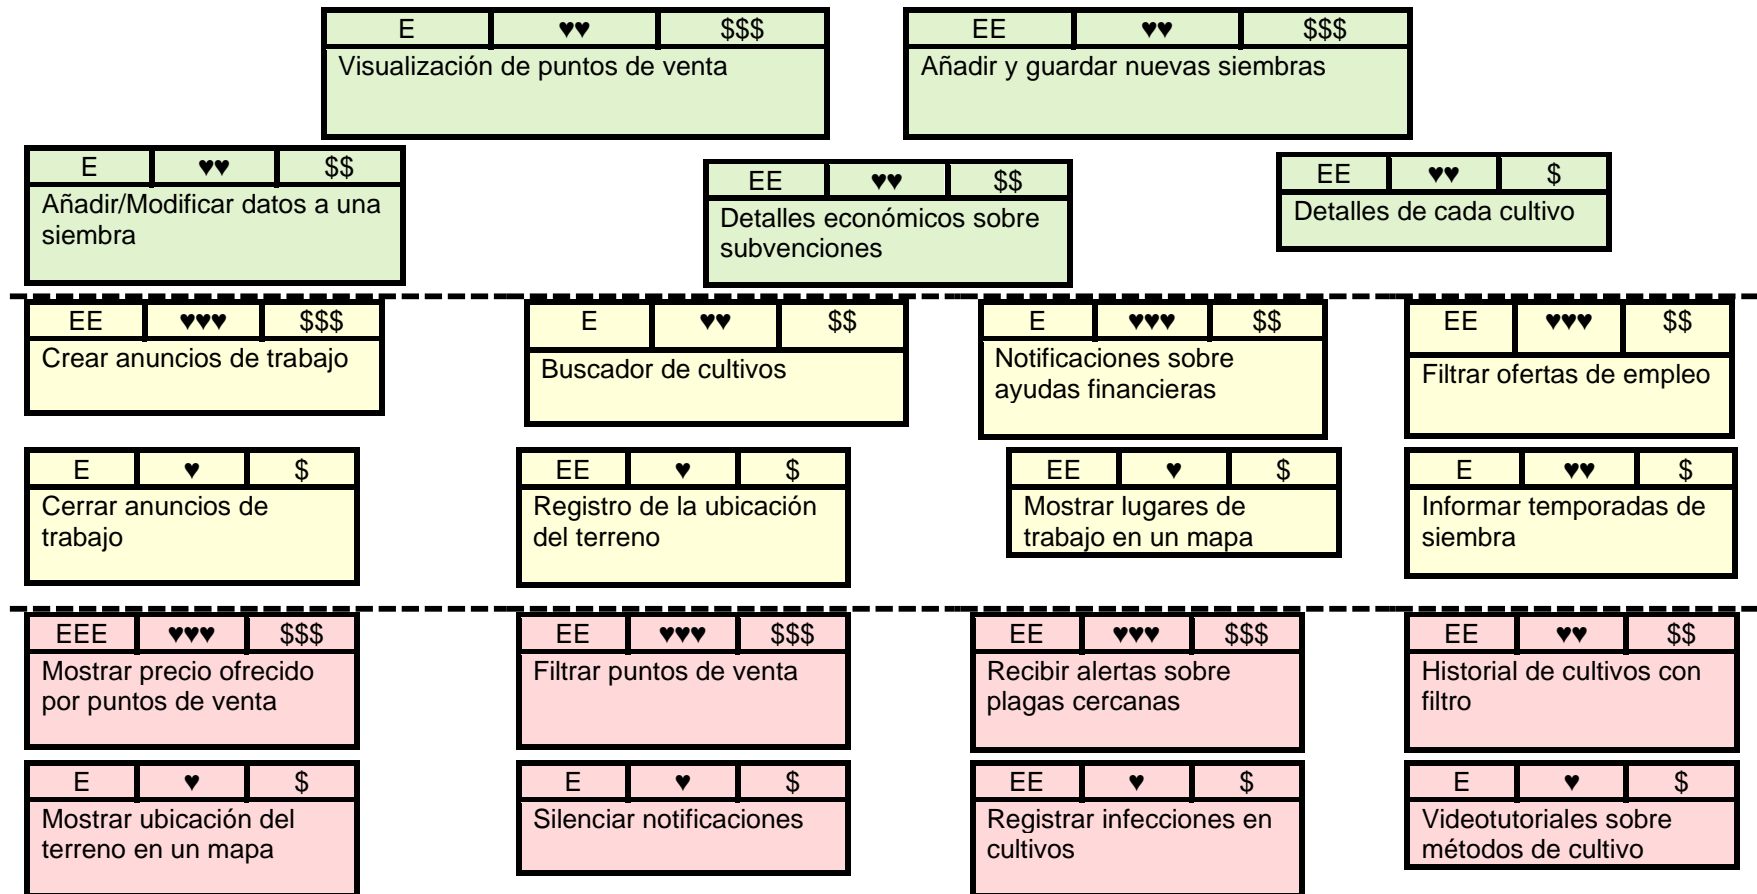 E ♥♥ $$$
Visualización de puntos de venta
EE ♥♥ $$$
Añadir y guardar nuevas siembras
E ♥♥ $$
Añadir/Modificar datos a una
siembra
EE ♥♥ $$
Detalles económicos sobre
subvenciones
EE ♥♥ $
Detalles de cada cultivo
EE ♥♥♥ $$$
Crear anuncios de trabajo
E ♥♥ $$
Buscador de cultivos
E ♥♥♥ $$
Notificaciones sobre
ayudas financieras
EE ♥♥♥ $$
Filtrar ofertas de empleo
E ♥ $
Cerrar anuncios de
trabajo
EE ♥ $
Registro de la ubicación
del terreno
EE ♥ $
Mostrar lugares de
trabajo en un mapa
E ♥♥ $
Informar temporadas de
siembra
EEE ♥♥♥ $$$
Mostrar precio ofrecido
por puntos de venta
EE ♥♥♥ $$$
Filtrar puntos de venta
EE ♥♥♥ $$$
Recibir alertas sobre
plagas cercanas
EE ♥♥ $$
Historial de cultivos con
filtro
E ♥ $
Mostrar ubicación del
terreno en un mapa
E ♥ $
Silenciar notificaciones
EE ♥ $
Registrar infecciones en
cultivos
E ♥ $
Videotutoriales sobre
métodos de cultivo